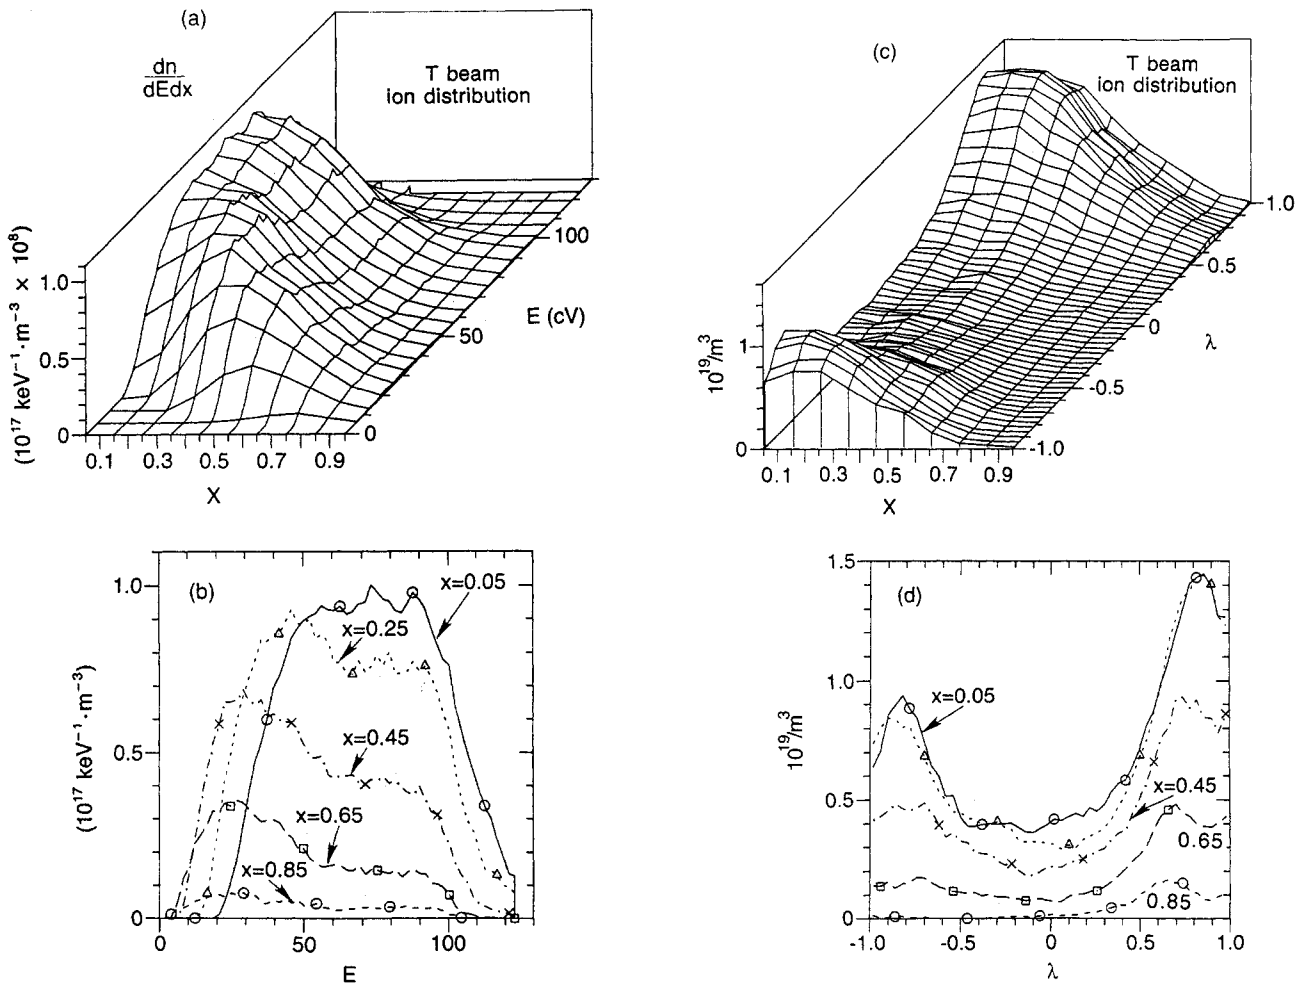 (a)
dn
dEdx
T beam
ion distribution
(10¹⁷ keV⁻¹·m⁻³ × 10⁸)
1.0
0.5
0
0.1 0.3 0.5 0.7 0.9
X
0
50
100
E (cV)
(c)
T beam
ion distribution
10¹⁹/m³
1
0
0.1 0.3 0.5 0.7 0.9
X
-1.0
-0.5
0
0.5
1.0
λ
(b)
(10¹⁷ keV⁻¹·m⁻³)
1.0
0.5
0
x=0.05
x=0.25
x=0.45
x=0.65
x=0.85
0 50 100
E
(d)
10¹⁹/m³
1.5
1.0
0.5
0
x=0.05
x=0.45
0.65
0.85
-1.0 -0.5 0 0.5 1.0
λ